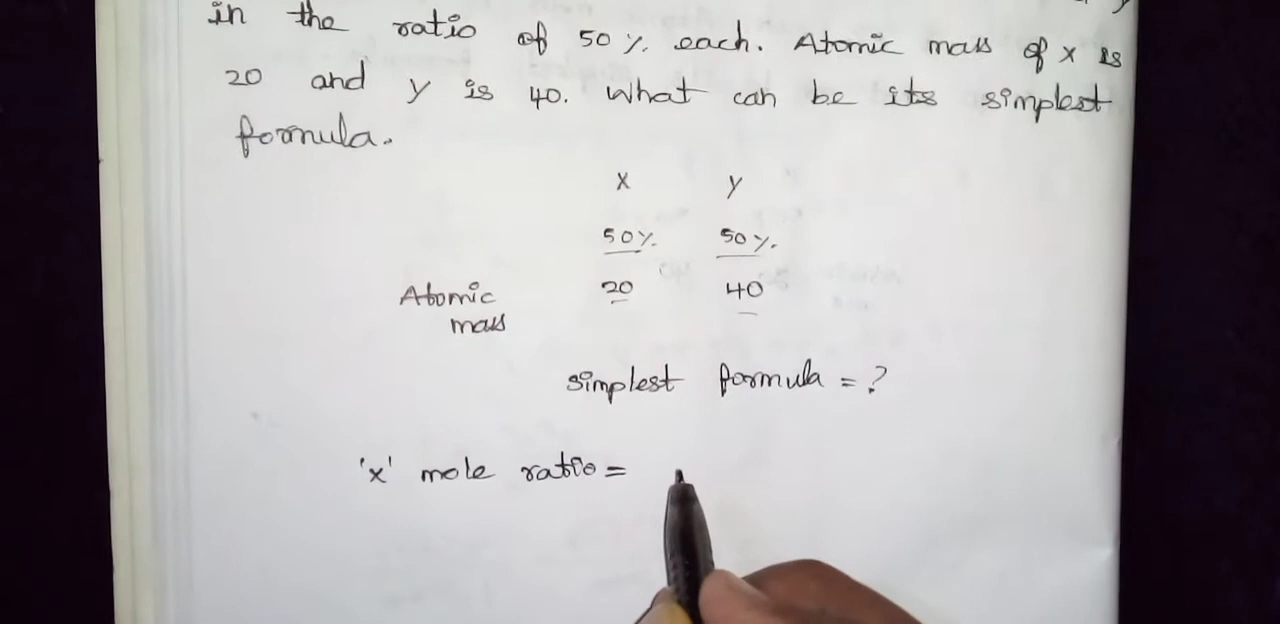 in the ratio of 50 %. each. Atomic mass of x is
20 and y is 40. What can be its simplest
formula.
x y
50%. 50%.
Atomic 20 40
mass
simplest formula = ?
'x' mole ratio =